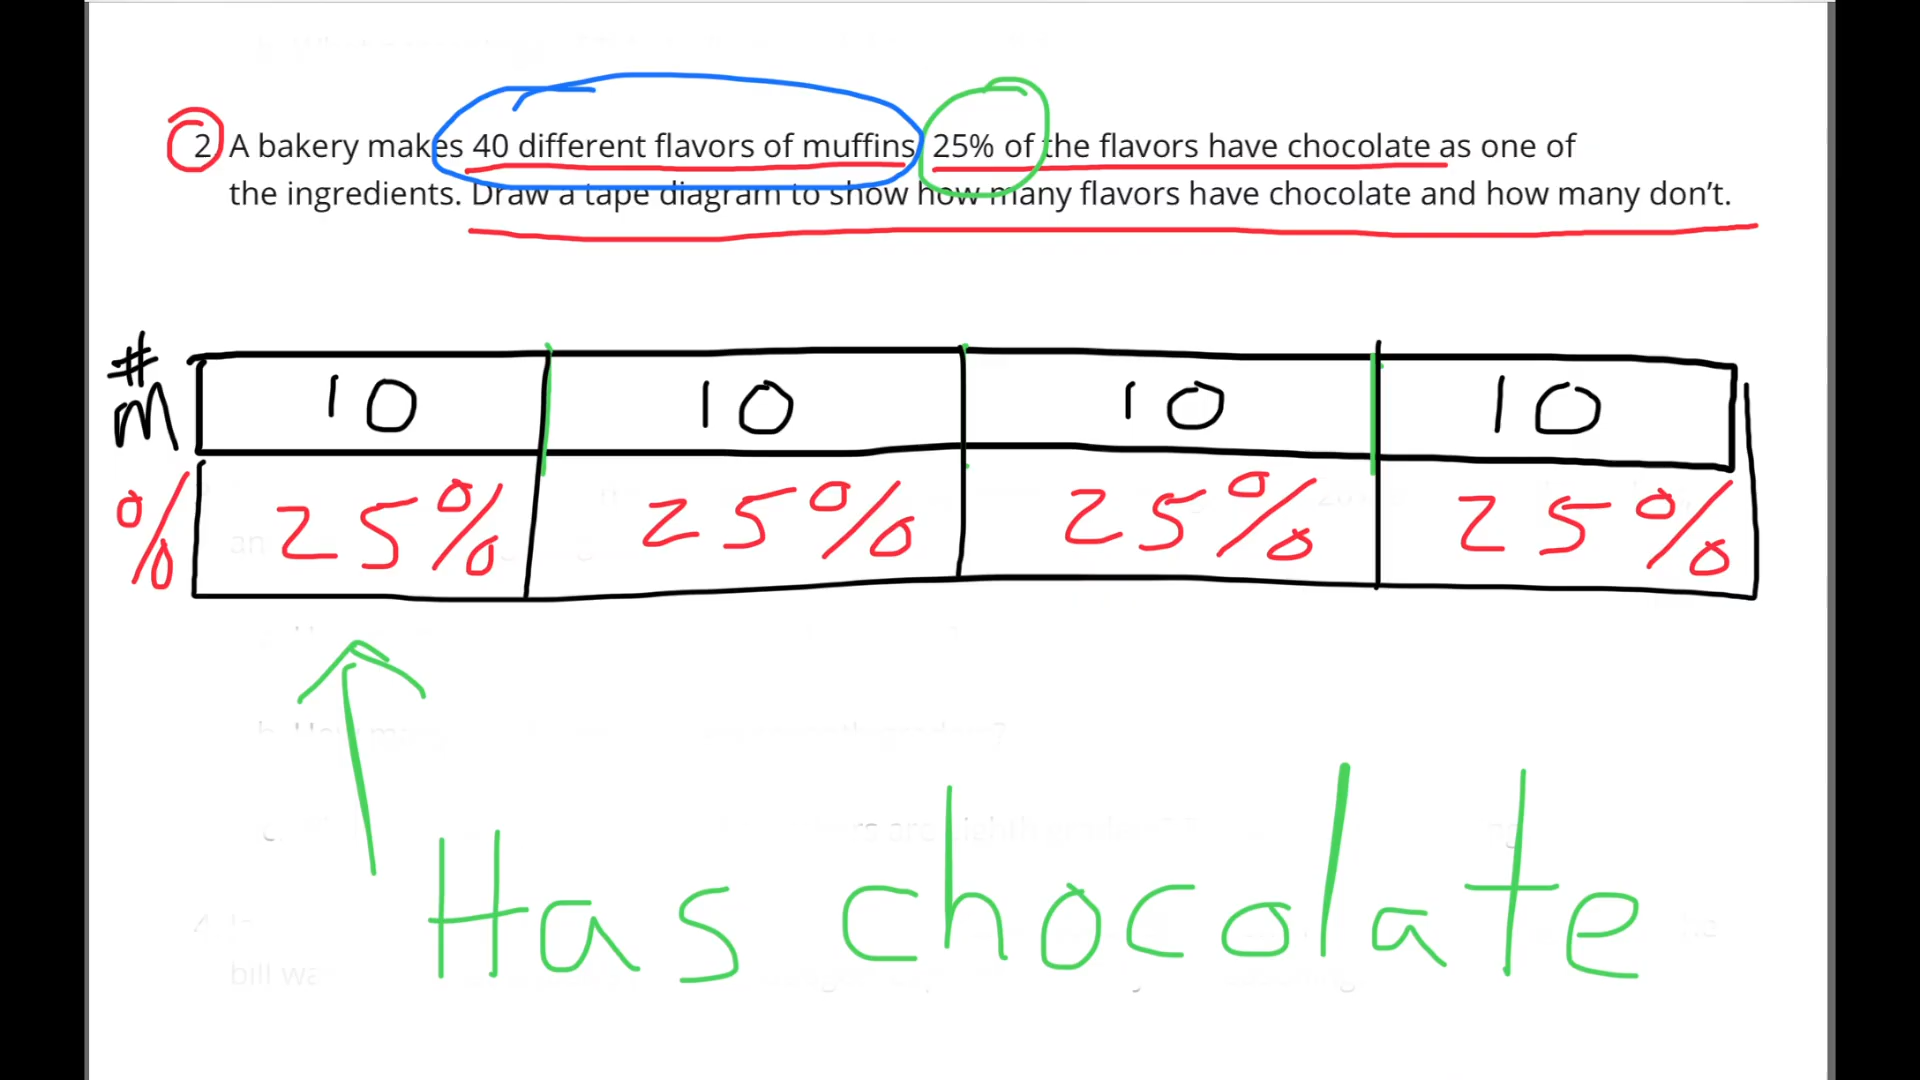 2. A bakery makes 40 different flavors of muffins. 25% of the flavors have chocolate as one of
the ingredients. Draw a tape diagram to show how many flavors have chocolate and how many don't.
# m 10 10 10 10
% 25% 25% 25% 25%
Has chocolate